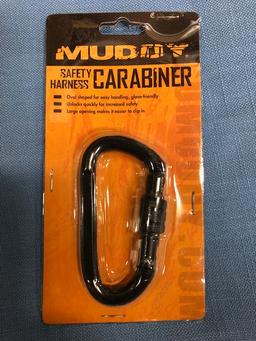 MUDDY
SAFETY
HARNESS
CARABINER
• Oval shaped for easy handling, glove-friendly
• Unlocks quickly for increased safety
• Large opening makes it easier to clip in